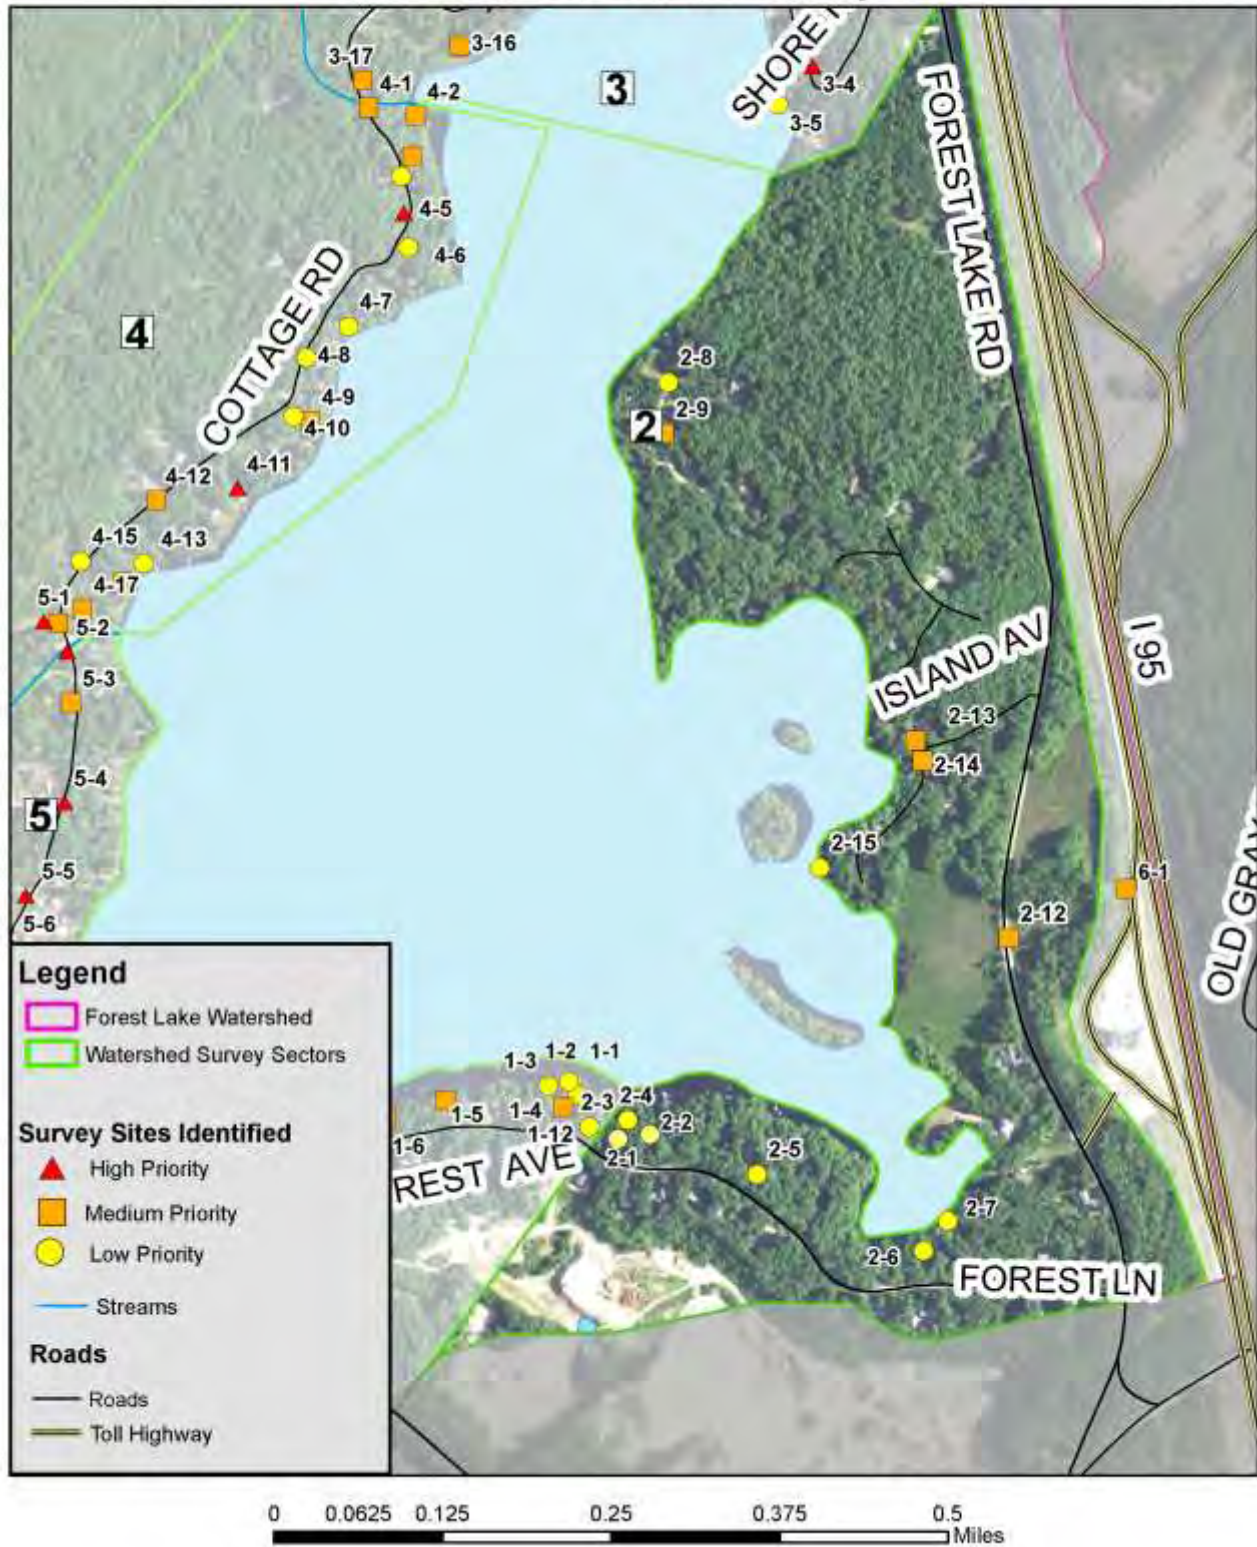 3-16
3-17
4-1
4-2
3
SHORE
3-4
3-5
FOREST LAKE RD
4-5
4-6
COTTAGE RD
4
4-7
4-8
4-9
4-10
2-8
2-9
2
4-11
4-12
4-15
4-13
4-17
5-1
5-2
5-3
ISLAND AV
I 95
2-13
2-14
5-4
5
2-15
5-5
6-1
5-6
2-12
OLD GRAY
Legend
Forest Lake Watershed
Watershed Survey Sectors
1-3
1-2
1-1
1-5
1-4
2-3
2-4
2-2
1-6
1-12
2-1
2-5
REST AVE
2-7
2-6
FOREST LN
Survey Sites Identified
High Priority
Medium Priority
Low Priority
Streams
Roads
Roads
Toll Highway
0 0.0625 0.125 0.25 0.375 0.5
Miles